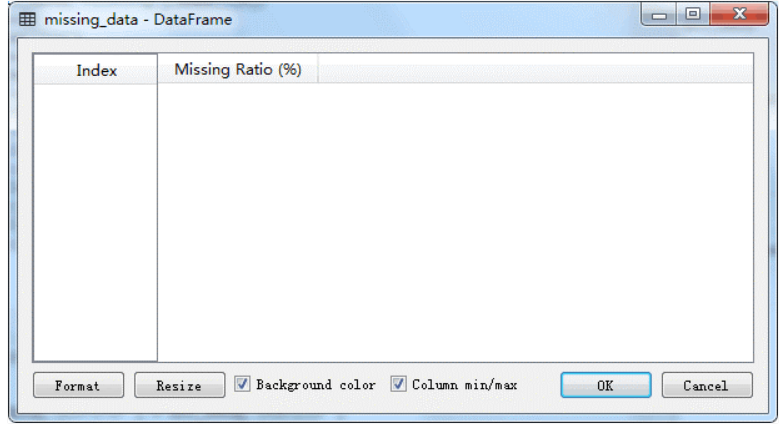 missing_data - DataFrame
Index Missing Ratio (%)
Format Resize Background color Column min/max OK Cancel